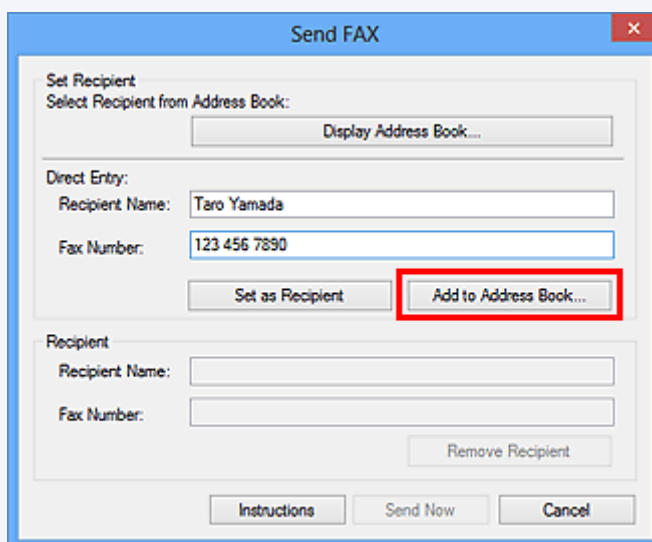 Send FAX
Set Recipient
Select Recipient from Address Book:
Display Address Book...
Direct Entry:
Recipient Name: Taro Yamada
Fax Number: 123 456 7890
Set as Recipient Add to Address Book...
Recipient
Recipient Name:
Fax Number:
Remove Recipient
Instructions Send Now Cancel